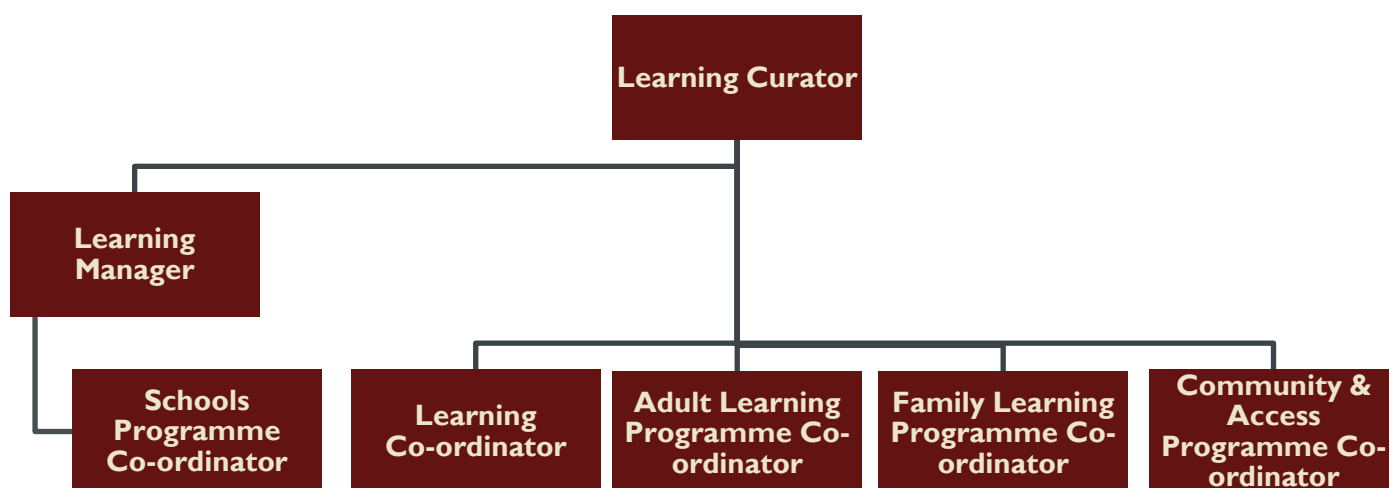 Learning Curator
Learning
Manager
Schools
Programme
Co-ordinator
Learning
Co-ordinator
Adult Learning
Programme Co-
ordinator
Family Learning
Programme Co-
ordinator
Community &
Access
Programme Co-
ordinator